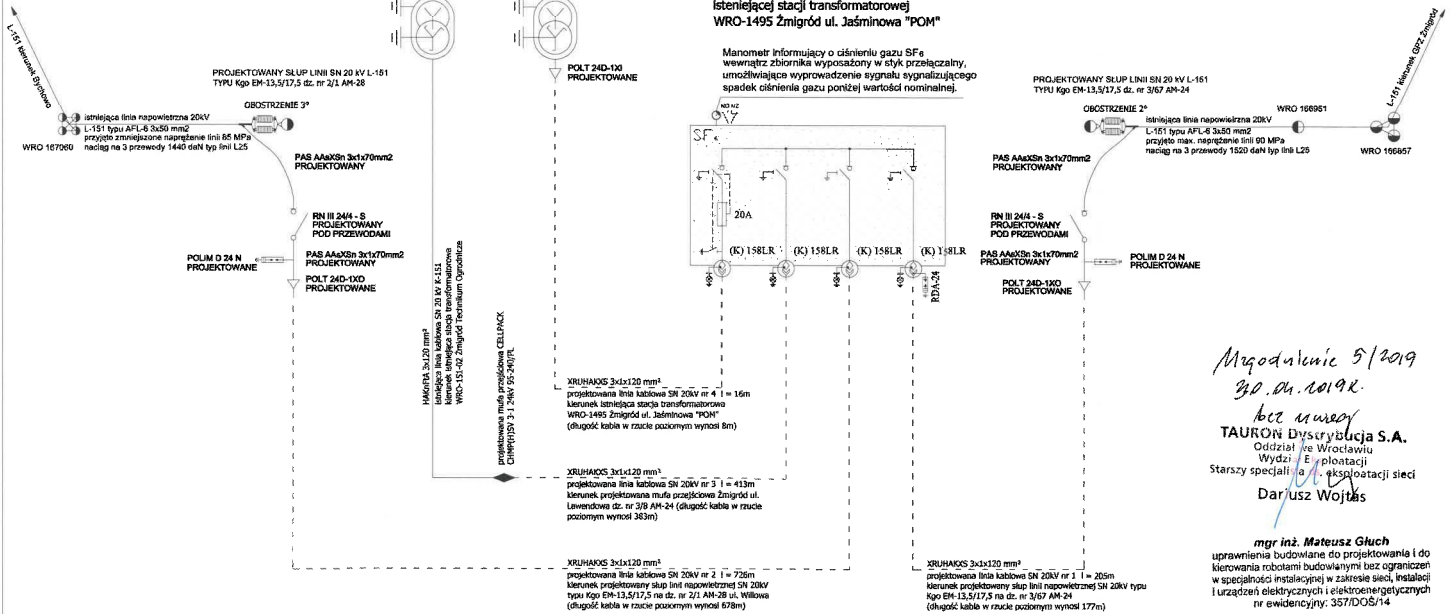 istniejącej stacji transformatorowej
WRO-1495 Żmigród ul. Jaśminowa "POM"
Manometr informujący o ciśnieniu gazu SF₆
wewnątrz zbiornika wyposażony w styk przełączalny,
umożliwiające wyprowadzenie sygnału sygnalizującego
spadek ciśnienia gazu poniżej wartości nominalnej.
L-151 kierunek Bychowo
PROJEKTOWANY SŁUP LINII SN 20 kV L-151
TYPU Kgo EM-13,5/17,5 dz. nr 2/1 AM-28
OBOSTRZENIE 3°
istniejąca linia napowietrzna 20kV
L-151 typu AFL-6 3x50 mm2
przyjęto zmniejszone naprężenie linii 85 MPa
naciąg na 3 przewody 1440 daN typ linii L25
WRO 167060
PAS AAsXSn 3x1x70mm2
PROJEKTOWANY
RN III 24/4 - S
PROJEKTOWANY
POD PRZEWODAMI
POLIM D 24 N
PROJEKTOWANE
PAS AAsXSn 3x1x70mm2
PROJEKTOWANY
POLT 24D-1XO
PROJEKTOWANE
POLT 24D-1XI
PROJEKTOWANE
HAKnFtA 3x120 mm²
istniejąca linia kablowa SN 20 kV K-151
kierunek istniejąca stacja transformatorowa
WRO-151-02 Żmigród Technikum Ogrodnicze
projektowana mufa przejściowa CELLPACK
CHMP(H)SV 3-1 24kV 95-240/PL
NO NZ
SF₆
20A
(K) 158LR
(K) 158LR
(K) 158LR
(K) 158LR
RDA-24
PROJEKTOWANY SŁUP LINII SN 20 kV L-151
TYPU Kgo EM-13,5/17,5 dz. nr 3/67 AM-24
OBOSTRZENIE 2°
WRO 166951
istniejąca linia napowietrzna 20kV
L-151 typu AFL-6 3x50 mm2
przyjęto max. naprężenie linii 90 MPa
naciąg na 3 przewody 1520 daN typ linii L25
WRO 166857
L-151 kierunek GPZ Żmigród
PAS AAsXSn 3x1x70mm2
PROJEKTOWANY
RN III 24/4 - S
PROJEKTOWANY
POD PRZEWODAMI
PAS AAsXSn 3x1x70mm2
PROJEKTOWANY
POLIM D 24 N
PROJEKTOWANE
POLT 24D-1XO
PROJEKTOWANE
XRUHAKXS 3x1x120 mm²
projektowana linia kablowa SN 20kV nr 4 l = 16m
kierunek istniejąca stacja transformatorowa
WRO-1495 Żmigród ul. Jaśminowa "POM"
(długość kabla w rzucie poziomym wynosi 8m)
XRUHAKXS 3x1x120 mm²
projektowana linia kablowa SN 20kV nr 3 l = 413m
kierunek projektowana mufa przejściowa Żmigród ul.
Lawendowa dz. nr 3/8 AM-24 (długość kabla w rzucie
poziomym wynosi 383m)
XRUHAKXS 3x1x120 mm²
projektowana linia kablowa SN 20kV nr 2 l = 726m
kierunek projektowany słup linii napowietrznej SN 20kV
typu Kgo EM-13,5/17,5 na dz. nr 2/1 AM-28 ul. Willowa
(długość kabla w rzucie poziomym wynosi 678m)
XRUHAKXS 3x1x120 mm²
projektowana linia kablowa SN 20kV nr 1 l = 205m
kierunek projektowany słup linii napowietrznej SN 20kV typu
Kgo EM-13,5/17,5 na dz. nr 3/67 AM-24
(długość kabla w rzucie poziomym wynosi 177m)
Uzgodnienie 5/2019
30.04.2019r.
bez uwag
TAURON Dystrybucja S.A.
Oddział we Wrocławiu
Wydział Eksploatacji
Starszy specjalista ds. eksploatacji sieci
Dariusz Wojtas
mgr inż. Mateusz Głuch
uprawnienia budowlane do projektowania i do
kierowania robotami budowlanymi bez ograniczeń
w specjalności instalacyjnej w zakresie sieci, instalacji
i urządzeń elektrycznych i elektroenergetycznych
nr ewidencyjny: 357/DOŚ/14